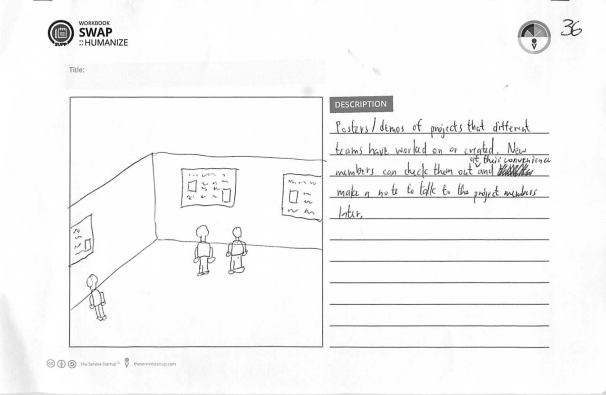 WORKBOOK
SWAP
:: HUMANIZE
36
Title:
DESCRIPTION
Posters / demos of projects that different
teams have worked on or created. New
at their convenience
members can check them out and
make a note to talk to the project members
later.
The Service Startup™
theservicestartup.com